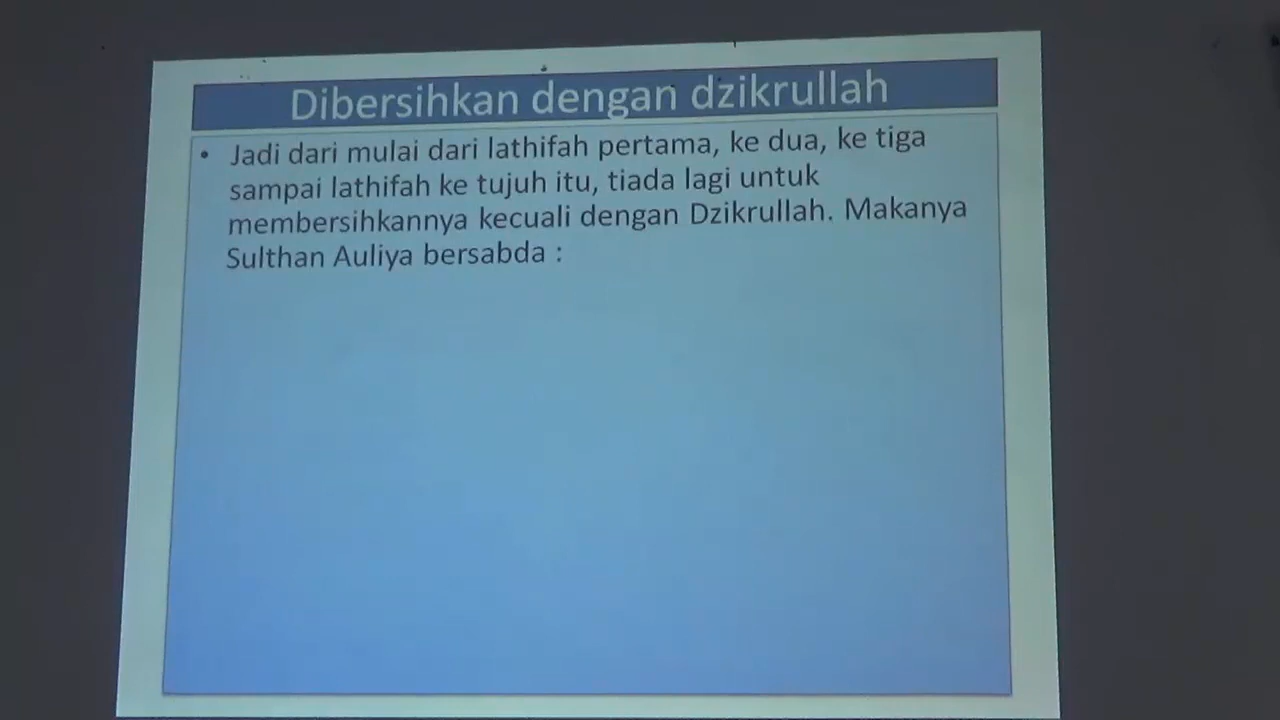 Dibersihkan dengan dzikrullah
• Jadi dari mulai dari lathifah pertama, ke dua, ke tiga
sampai lathifah ke tujuh itu, tiada lagi untuk
membersihkannya kecuali dengan Dzikrullah. Makanya
Sulthan Auliya bersabda :